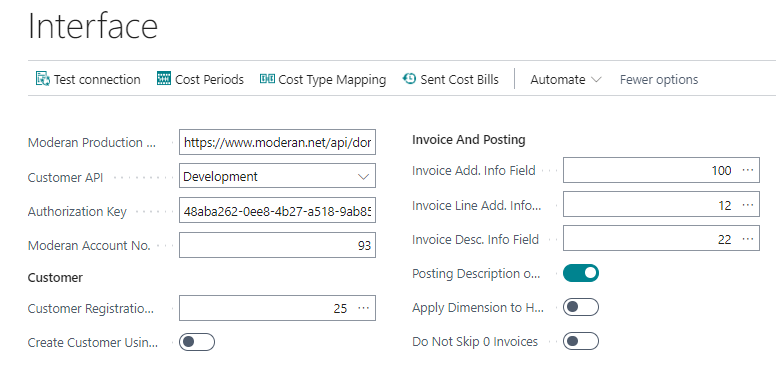 Interface
Test connection Cost Periods Cost Type Mapping Sent Cost Bills Automate Fewer options
Moderan Production ... https://www.moderan.net/api/dor
Customer API Development
Authorization Key 48aba262-0ee8-4b27-a518-9ab85
Moderan Account No. 93
Customer
Customer Registratio... 25 ...
Create Customer Usin...
Invoice And Posting
Invoice Add. Info Field 100 ...
Invoice Line Add. Info... 12 ...
Invoice Desc. Info Field 22 ...
Posting Description o...
Apply Dimension to H...
Do Not Skip 0 Invoices